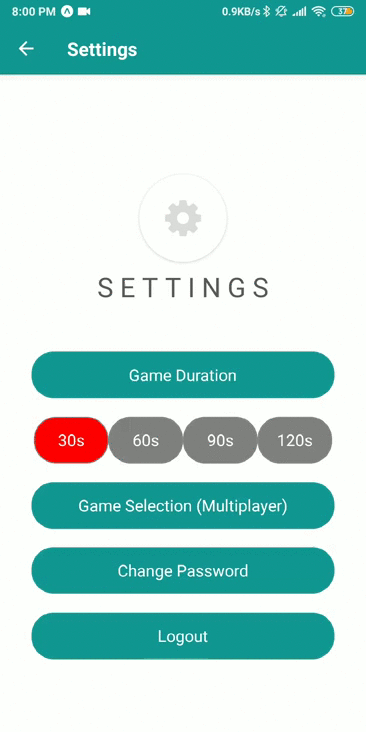 8:00 PM 0.9KB/s 37
Settings
SETTINGS
Game Duration
30s 60s 90s 120s
Game Selection (Multiplayer)
Change Password
Logout